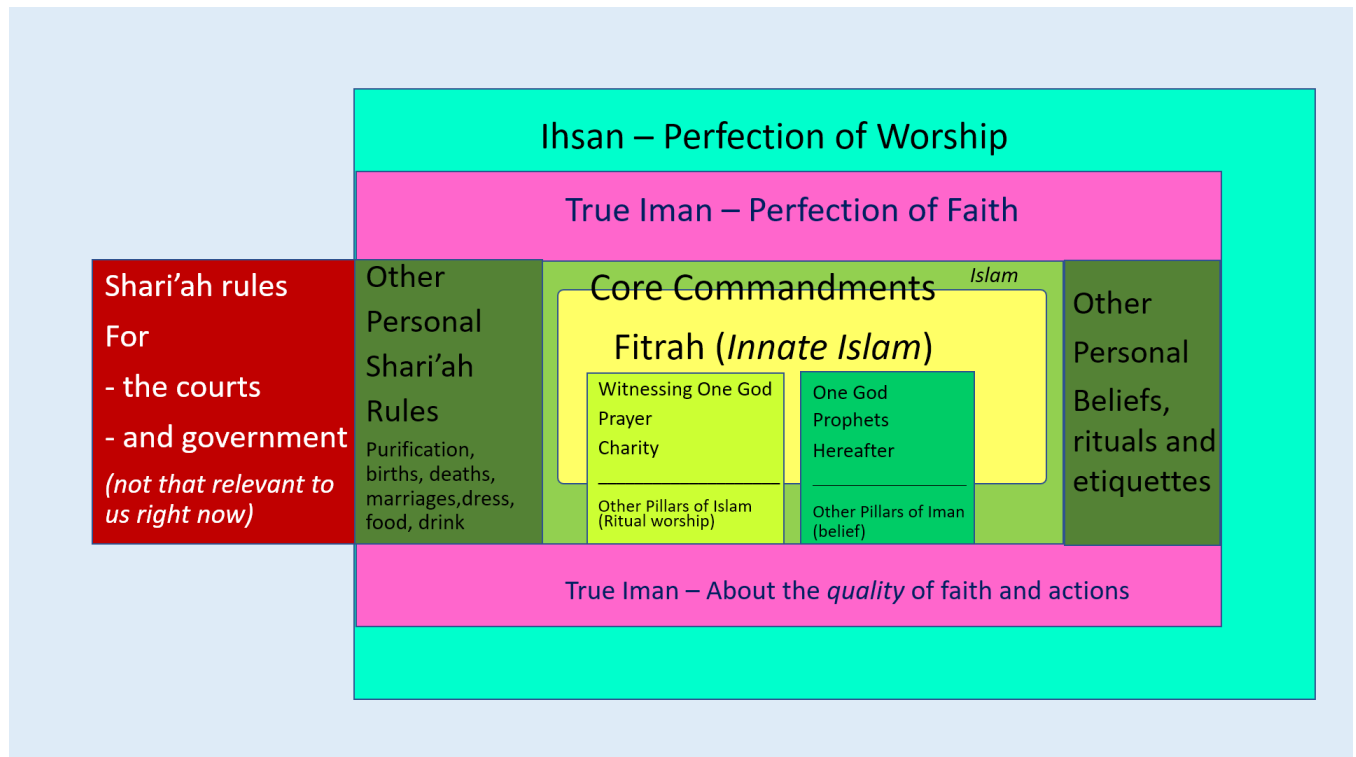 Ihsan – Perfection of Worship
True Iman – Perfection of Faith
Shari’ah rules
For
- the courts
- and government
(not that relevant to
us right now)
Other
Personal
Shari’ah
Rules
Purification,
births, deaths,
marriages,dress,
food, drink
Core Commandments
Islam
Fitrah (Innate Islam)
Witnessing One God
Prayer
Charity
Other Pillars of Islam
(Ritual worship)
One God
Prophets
Hereafter
Other Pillars of Iman
(belief)
Other
Personal
Beliefs,
rituals and
etiquettes
True Iman – About the quality of faith and actions